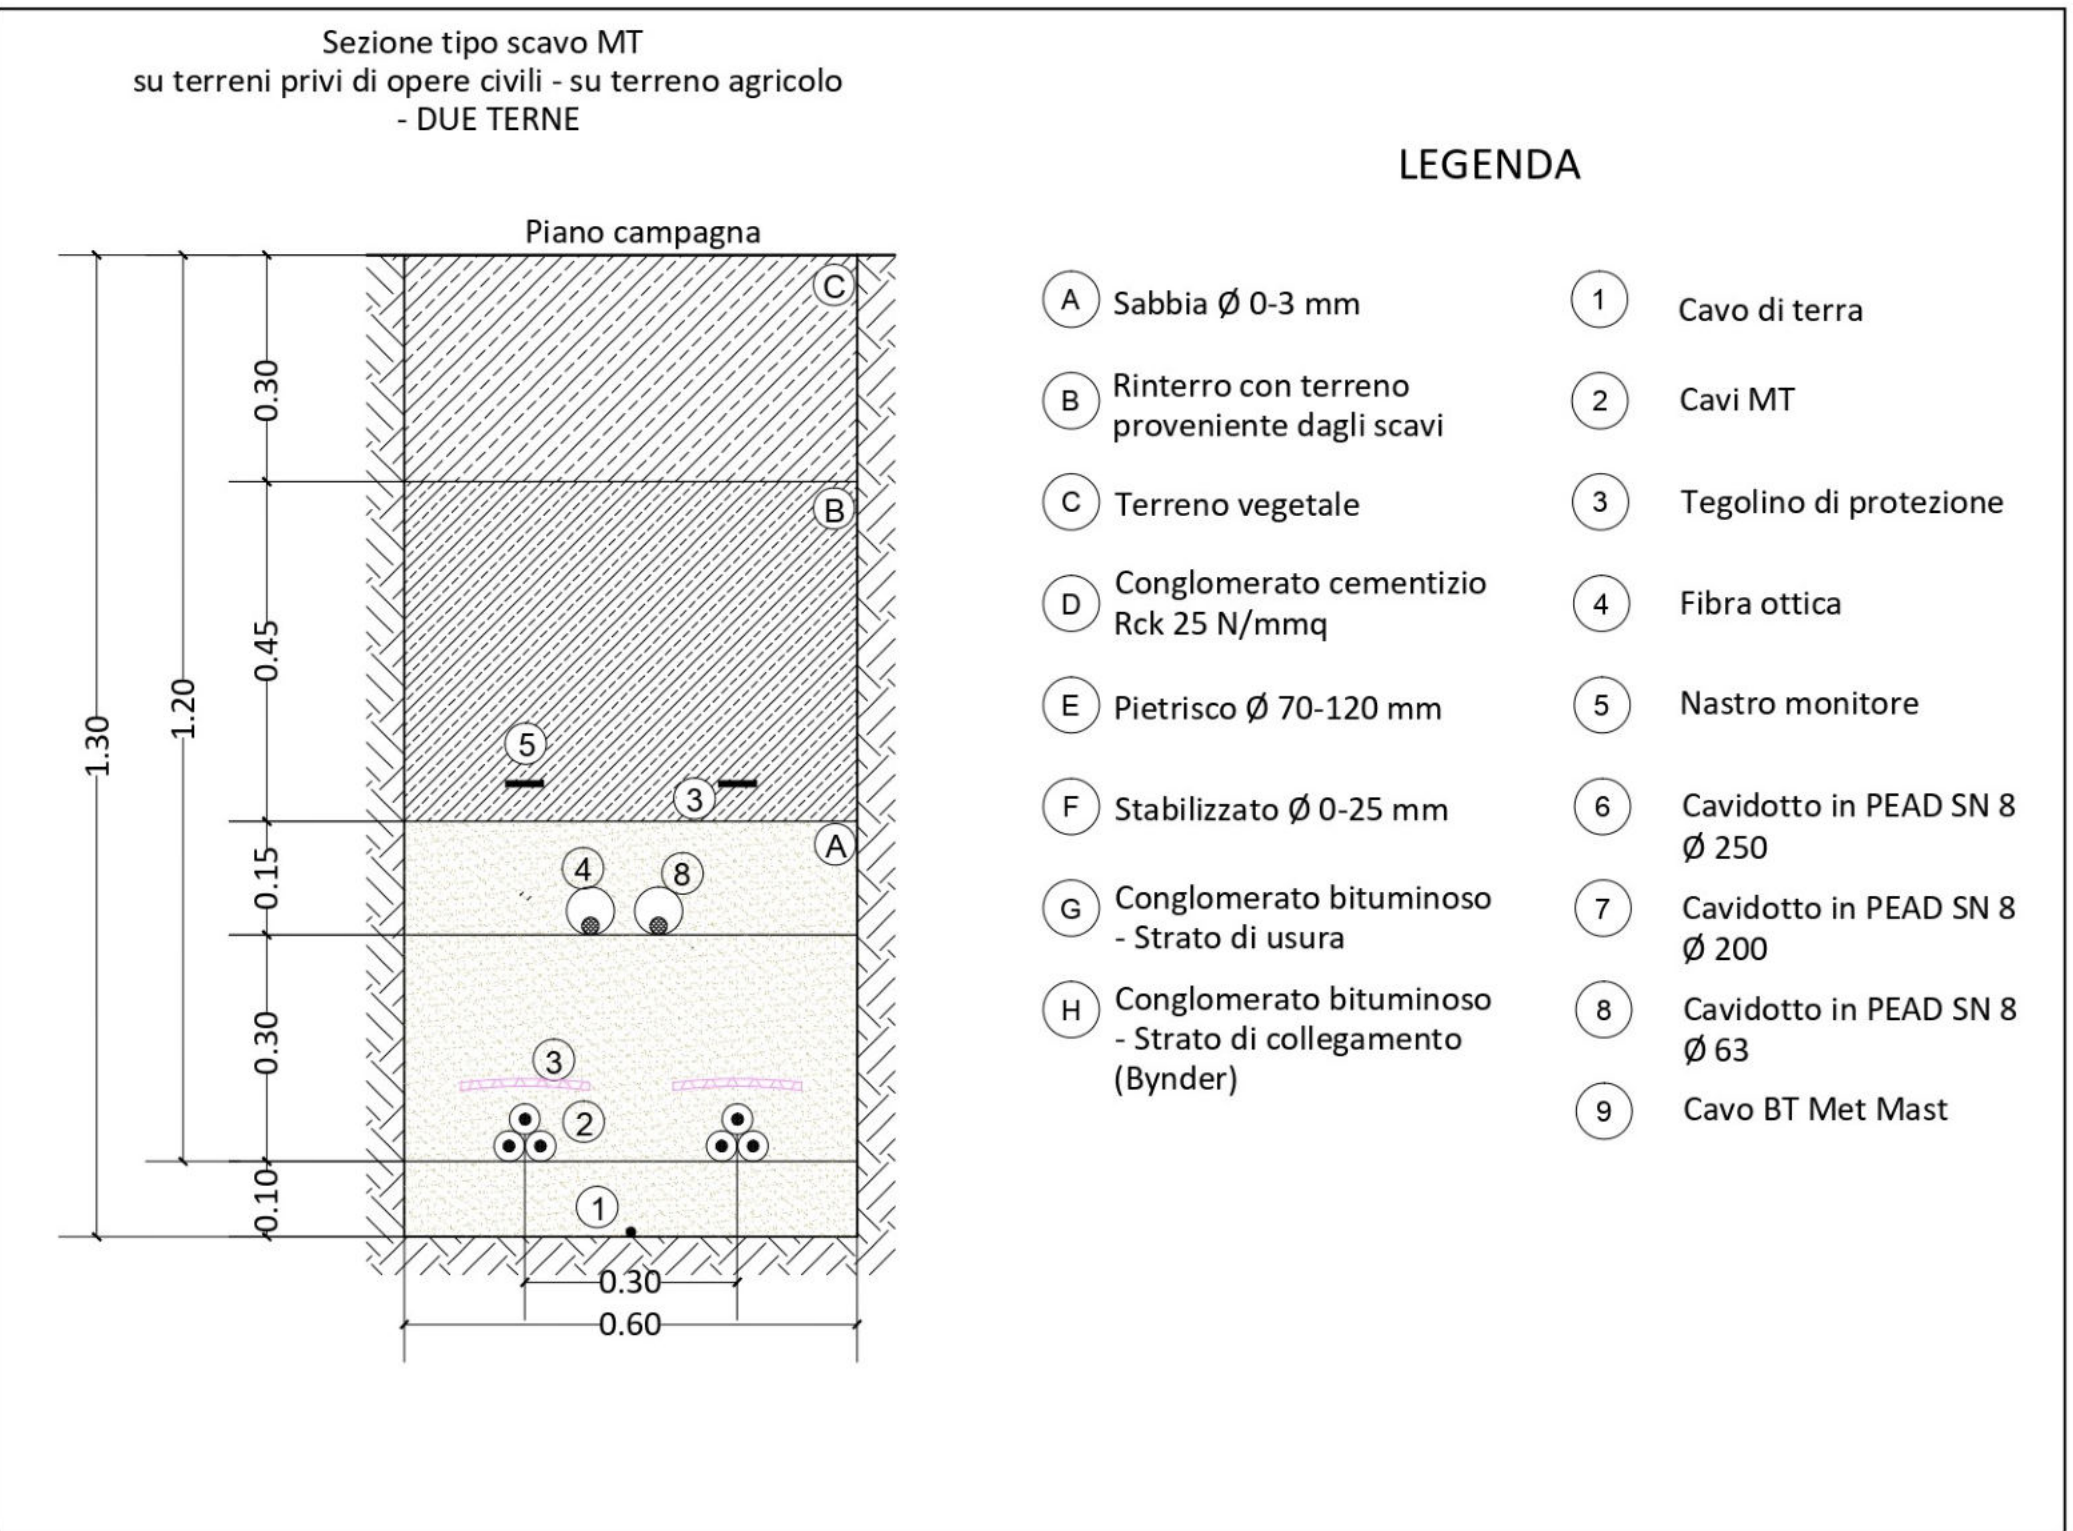 Sezione tipo scavo MT
su terreni privi di opere civili - su terreno agricolo
- DUE TERNE
Piano campagna
C
0.30
B
0.45
1.20
1.30
5
3
A
0.15
4
8
0.30
3
2
0.10
1
0.30
0.60
LEGENDA
A Sabbia Ø 0-3 mm
B Rinterro con terreno
proveniente dagli scavi
C Terreno vegetale
D Conglomerato cementizio
Rck 25 N/mmq
E Pietrisco Ø 70-120 mm
F Stabilizzato Ø 0-25 mm
G Conglomerato bituminoso
- Strato di usura
H Conglomerato bituminoso
- Strato di collegamento
(Bynder)
1 Cavo di terra
2 Cavi MT
3 Tegolino di protezione
4 Fibra ottica
5 Nastro monitore
6 Cavidotto in PEAD SN 8
Ø 250
7 Cavidotto in PEAD SN 8
Ø 200
8 Cavidotto in PEAD SN 8
Ø 63
9 Cavo BT Met Mast